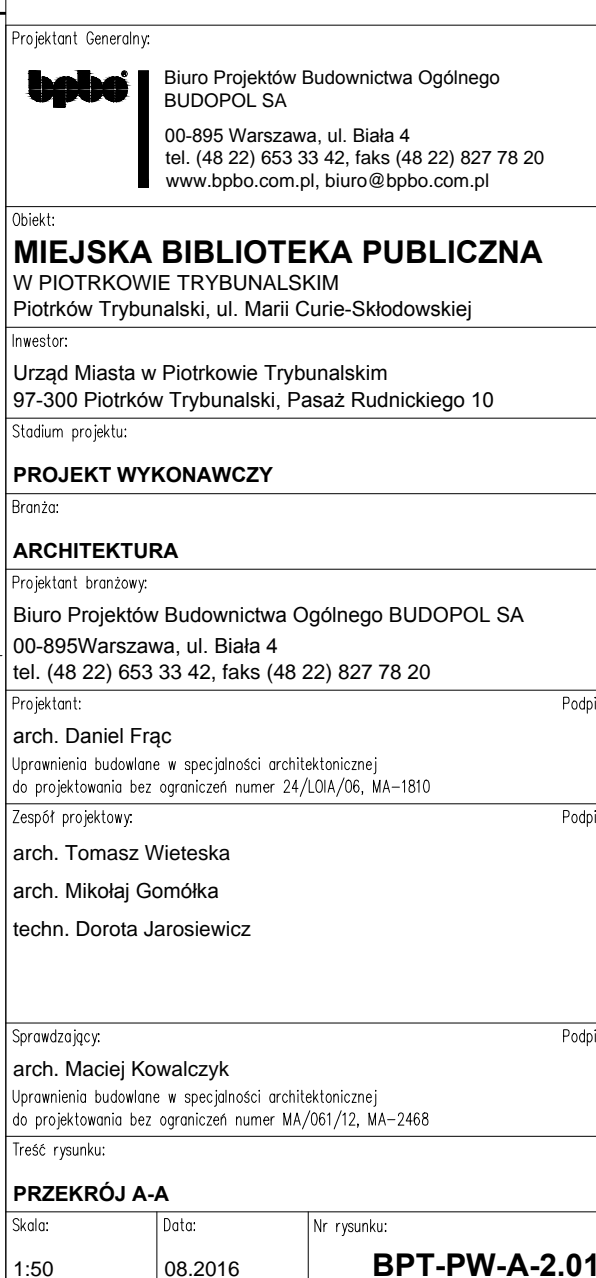 Projektant Generalny:
bpbo®
Biuro Projektów Budownictwa Ogólnego
BUDOPOL SA
00-895 Warszawa, ul. Biała 4
tel. (48 22) 653 33 42, faks (48 22) 827 78 20
www.bpbo.com.pl, biuro@bpbo.com.pl
Obiekt:
MIEJSKA BIBLIOTEKA PUBLICZNA
W PIOTRKOWIE TRYBUNALSKIM
Piotrków Trybunalski, ul. Marii Curie-Skłodowskiej
Inwestor:
Urząd Miasta w Piotrkowie Trybunalskim
97-300 Piotrków Trybunalski, Pasaż Rudnickiego 10
Stadium projektu:
PROJEKT WYKONAWCZY
Branża:
ARCHITEKTURA
Projektant branżowy:
Biuro Projektów Budownictwa Ogólnego BUDOPOL SA
00-895Warszawa, ul. Biała 4
tel. (48 22) 653 33 42, faks (48 22) 827 78 20
Projektant: Podpi
arch. Daniel Frąc
Uprawnienia budowlane w specjalności architektonicznej
do projektowania bez ograniczeń numer 24/LOIA/06, MA-1810
Zespół projektowy: Podpi
arch. Tomasz Wieteska
arch. Mikołaj Gomółka
techn. Dorota Jarosiewicz
Sprawdzający: Podpi
arch. Maciej Kowalczyk
Uprawnienia budowlane w specjalności architektonicznej
do projektowania bez ograniczeń numer MA/061/12, MA-2468
Treść rysunku:
PRZEKRÓJ A-A
Skala: Data: Nr rysunku:
1:50 08.2016 BPT-PW-A-2.01